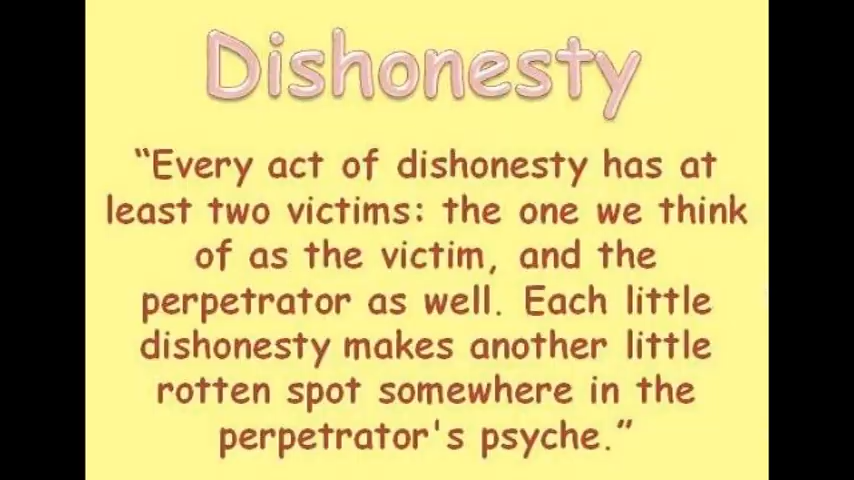 Dishonesty
“Every act of dishonesty has at
least two victims: the one we think
of as the victim, and the
perpetrator as well. Each little
dishonesty makes another little
rotten spot somewhere in the
perpetrator's psyche.”